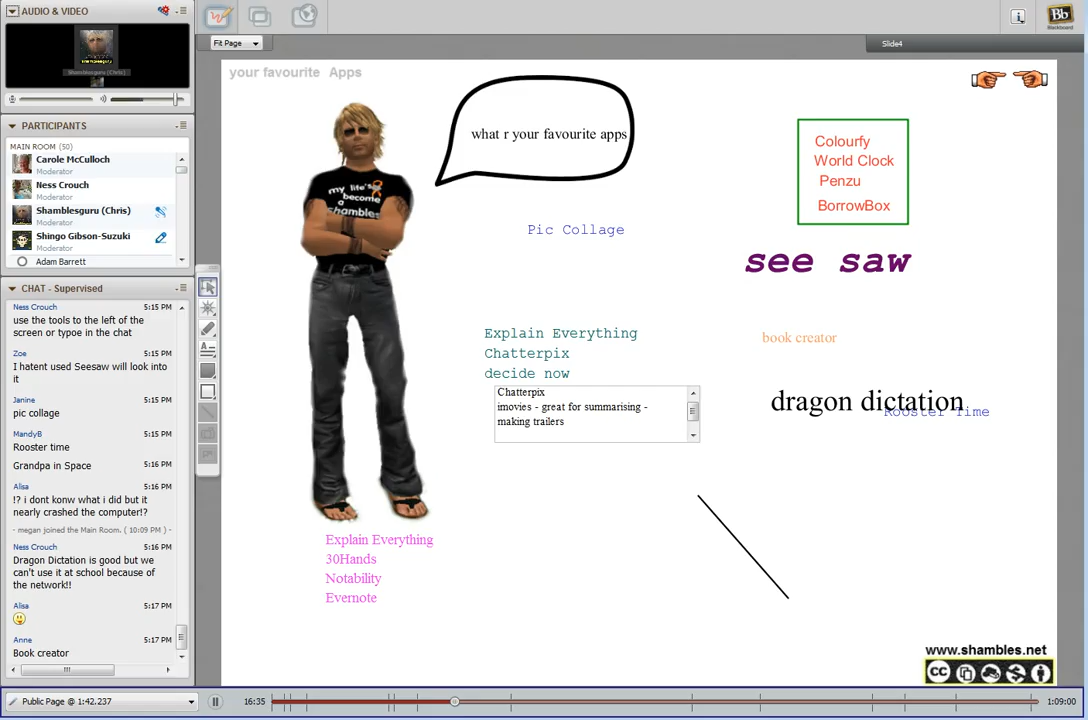 AUDIO & VIDEO
Shamblesguru (Chris)
PARTICIPANTS
MAIN ROOM (50)
Carole McCulloch
Moderator
Ness Crouch
Moderator
Shamblesguru (Chris)
Moderator
Shingo Gibson-Suzuki
Moderator
Adam Barrett
CHAT - Supervised
Ness Crouch 5:15 PM
use the tools to the left of the
screen or typoe in the chat
Zoe 5:15 PM
I hatent used Seesaw will look into
it
Janine 5:15 PM
pic collage
MandyB 5:15 PM
Rooster time
Grandpa in Space 5:16 PM
Alisa 5:16 PM
!? i dont konw what i did but it
nearly crashed the computer!?
- megan joined the Main Room. ( 10:09 PM ) -
Ness Crouch 5:16 PM
Dragon Dictation is good but we
can't use it at school because of
the network!!
Alisa 5:17 PM
Anne 5:17 PM
Book creator
Fit Page
Slide4
Bb
Blackboard
your favourite Apps
what r your favourite apps
my life's
become
a
shambles
Colourfy
World Clock
Penzu
BorrowBox
Pic Collage
see saw
Explain Everything
Chatterpix
decide now
book creator
Chatterpix
imovies - great for summarising -
making trailers
dragon dictation
Rooster Time
Explain Everything
30Hands
Notability
Evernote
www.shambles.net
CC
Public Page @ 1:42.237
16:35
1:09:00